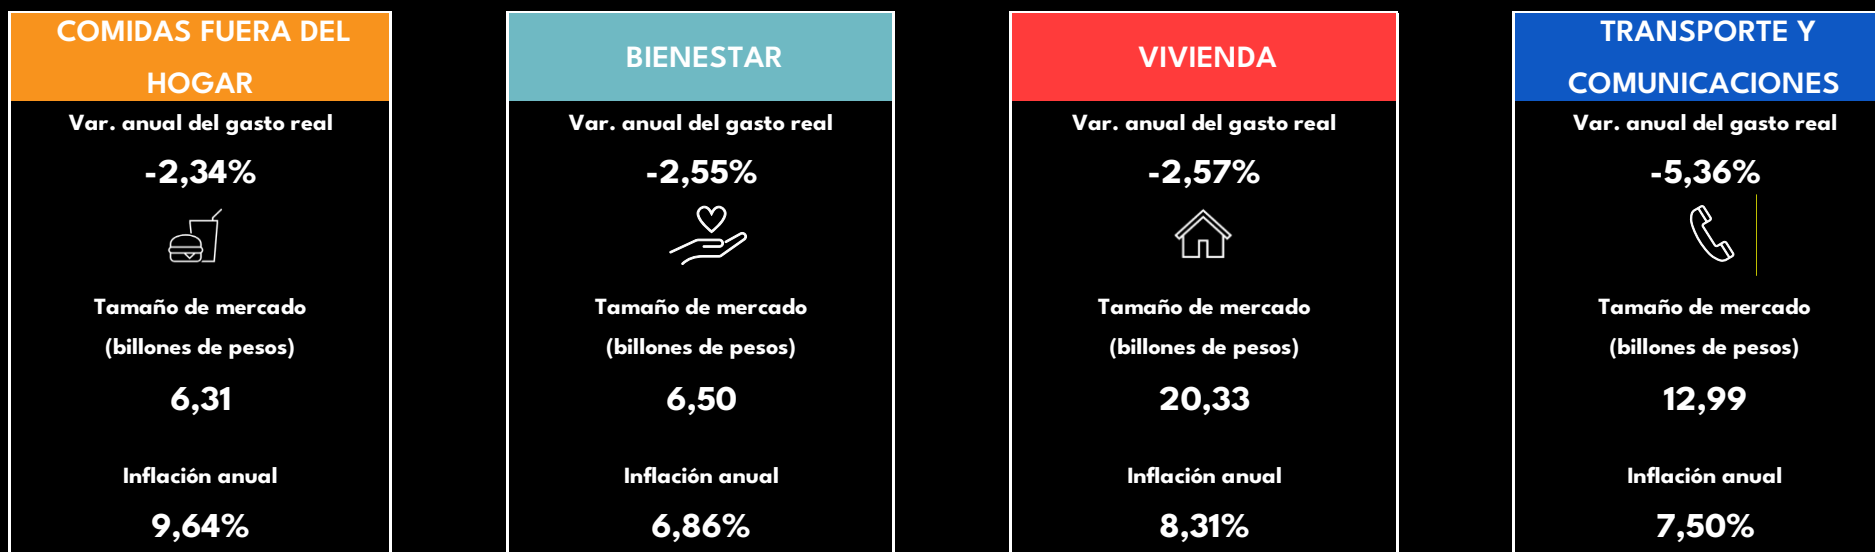 COMIDAS FUERA DEL
HOGAR
Var. anual del gasto real
-2,34%
Tamaño de mercado
(billones de pesos)
6,31
Inflación anual
9,64%
BIENESTAR
Var. anual del gasto real
-2,55%
Tamaño de mercado
(billones de pesos)
6,50
Inflación anual
6,86%
VIVIENDA
Var. anual del gasto real
-2,57%
Tamaño de mercado
(billones de pesos)
20,33
Inflación anual
8,31%
TRANSPORTE Y
COMUNICACIONES
Var. anual del gasto real
-5,36%
Tamaño de mercado
(billones de pesos)
12,99
Inflación anual
7,50%